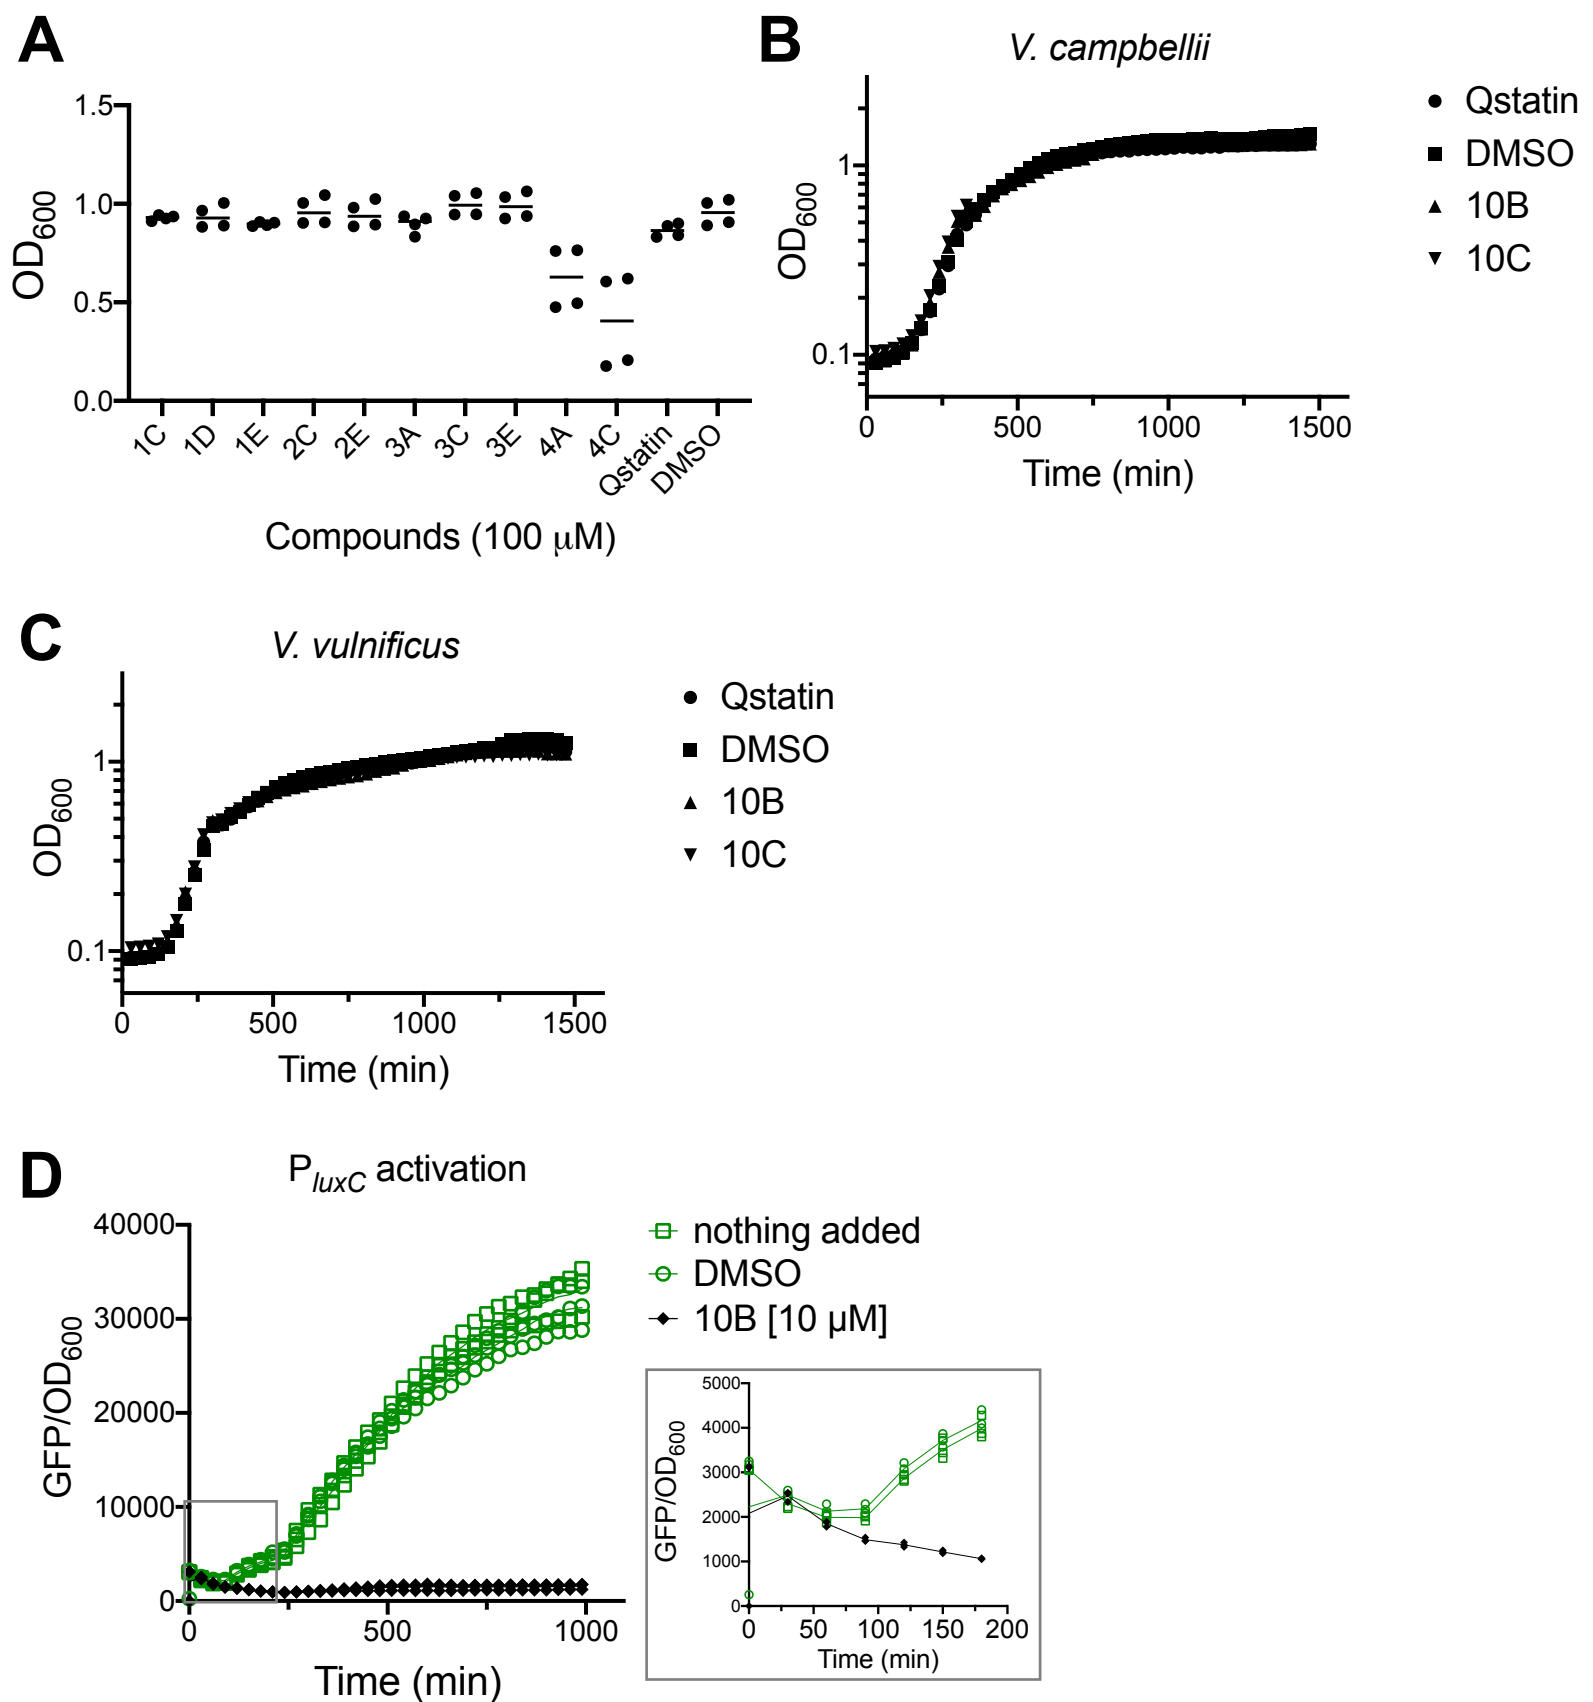 A
1.5
1.0
0.5
0.0
OD600
1C
1D
1E
2C
2E
3A
3C
3E
4A
4C
Qstatin
DMSO
Compounds (100 μM)
B
V. campbellii
1
0.1
OD600
0
500
1000
1500
Time (min)
Qstatin
DMSO
10B
10C
C
V. vulnificus
1
0.1
OD600
0
500
1000
1500
Time (min)
Qstatin
DMSO
10B
10C
D
PluxC activation
40000
30000
20000
10000
0
GFP/OD600
0
500
1000
Time (min)
nothing added
DMSO
10B [10 μM]
5000
4000
3000
2000
1000
0
GFP/OD600
0
50
100
150
200
Time (min)